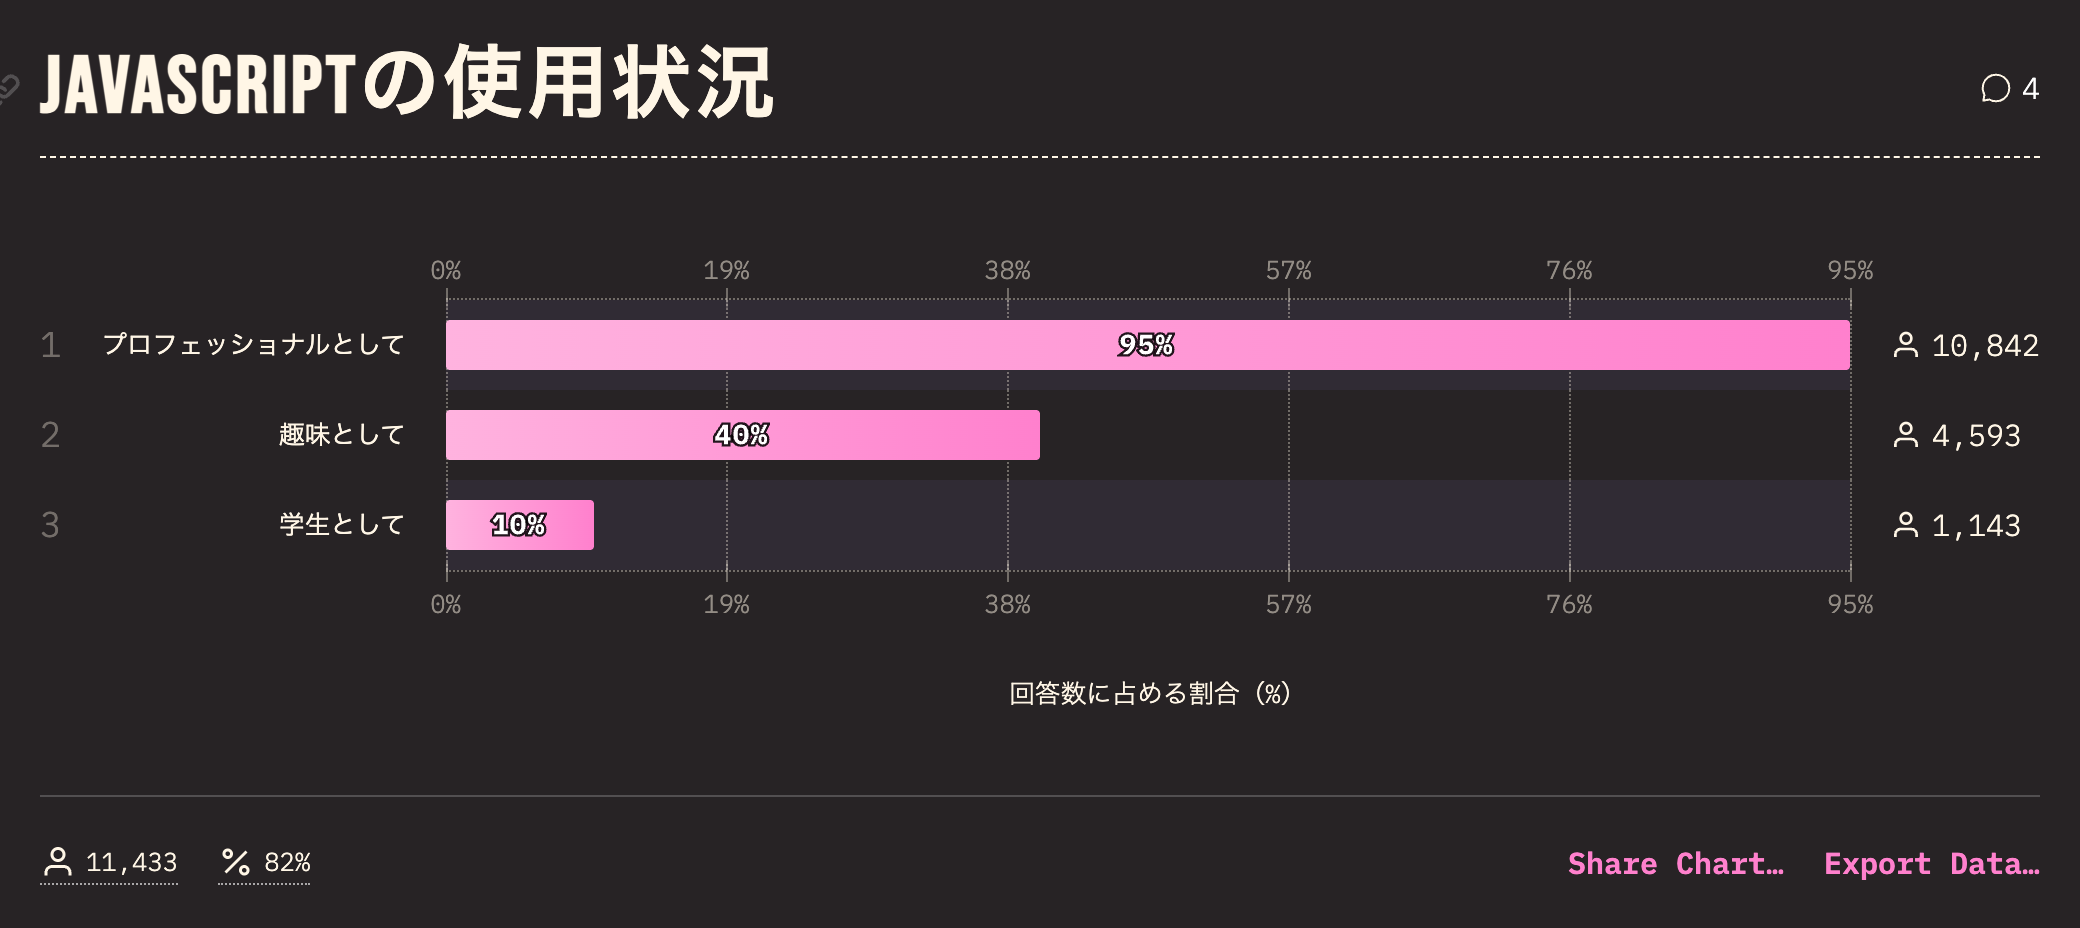 JAVASCRIPTの使用状況
4
0% 19% 38% 57% 76% 95%
1 プロフェッショナルとして 95% 10,842
2 趣味として 40% 4,593
3 学生として 10% 1,143
0% 19% 38% 57% 76% 95%
回答数に占める割合 (%)
11,433 % 82% Share Chart… Export Data…